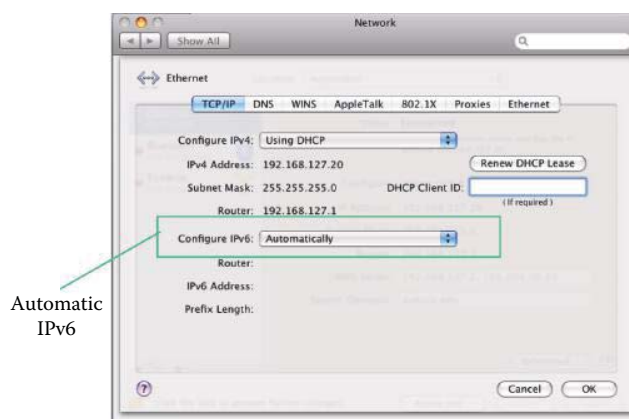 Network
Show All
Ethernet
TCP/IP DNS WINS AppleTalk 802.1X Proxies Ethernet
Configure IPv4: Using DHCP
IPv4 Address: 192.168.127.20 Renew DHCP Lease
Subnet Mask: 255.255.255.0 DHCP Client ID:
(If required)
Router: 192.168.127.1
Configure IPv6: Automatically
Router:
IPv6 Address:
Prefix Length:
Automatic
IPv6
? Cancel OK